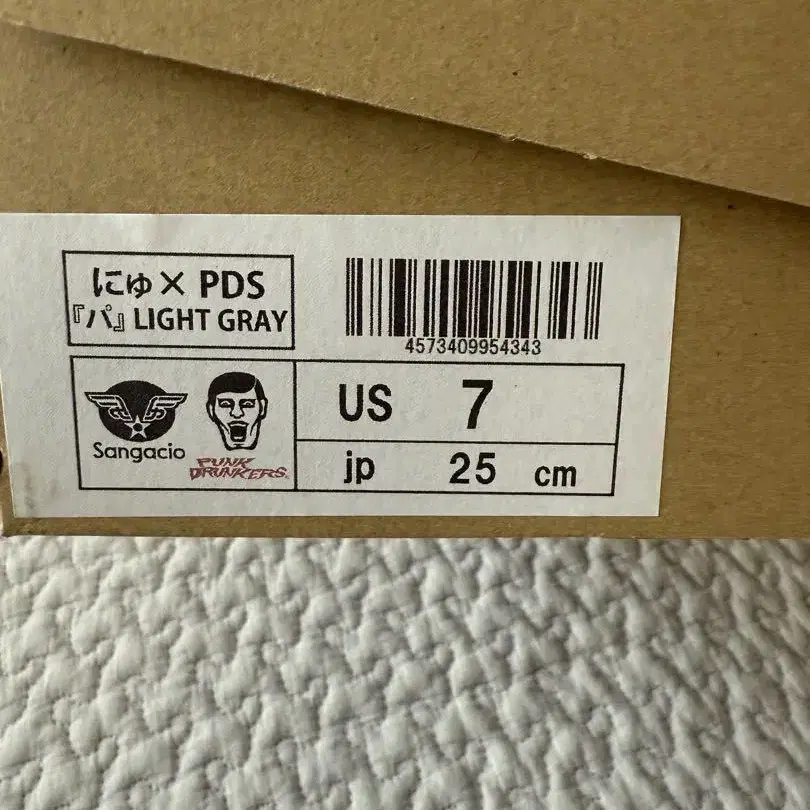 にゅ× PDS
『パ』 LIGHT GRAY
4573409954343
Sangacio
PUNK
DRUNKERS
US 7
jp 25 cm